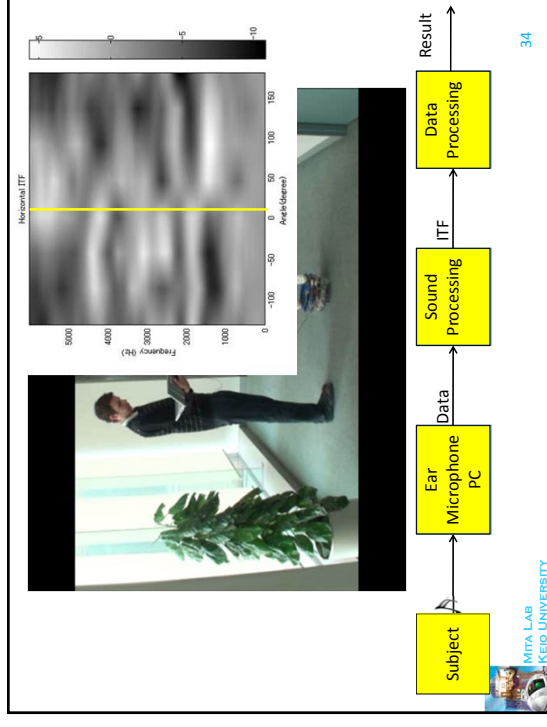 Horizontal ITF
Frequency (Hz)
5000
4000
3000
2000
1000
0
-100
-50
0
50
100
150
Angle(degree)
5
0
-5
-10
Subject
Ear
Microphone
PC
Data
Sound
Processing
ITF
Data
Processing
Result
MITA LAB
KEIO UNIVERSITY
34